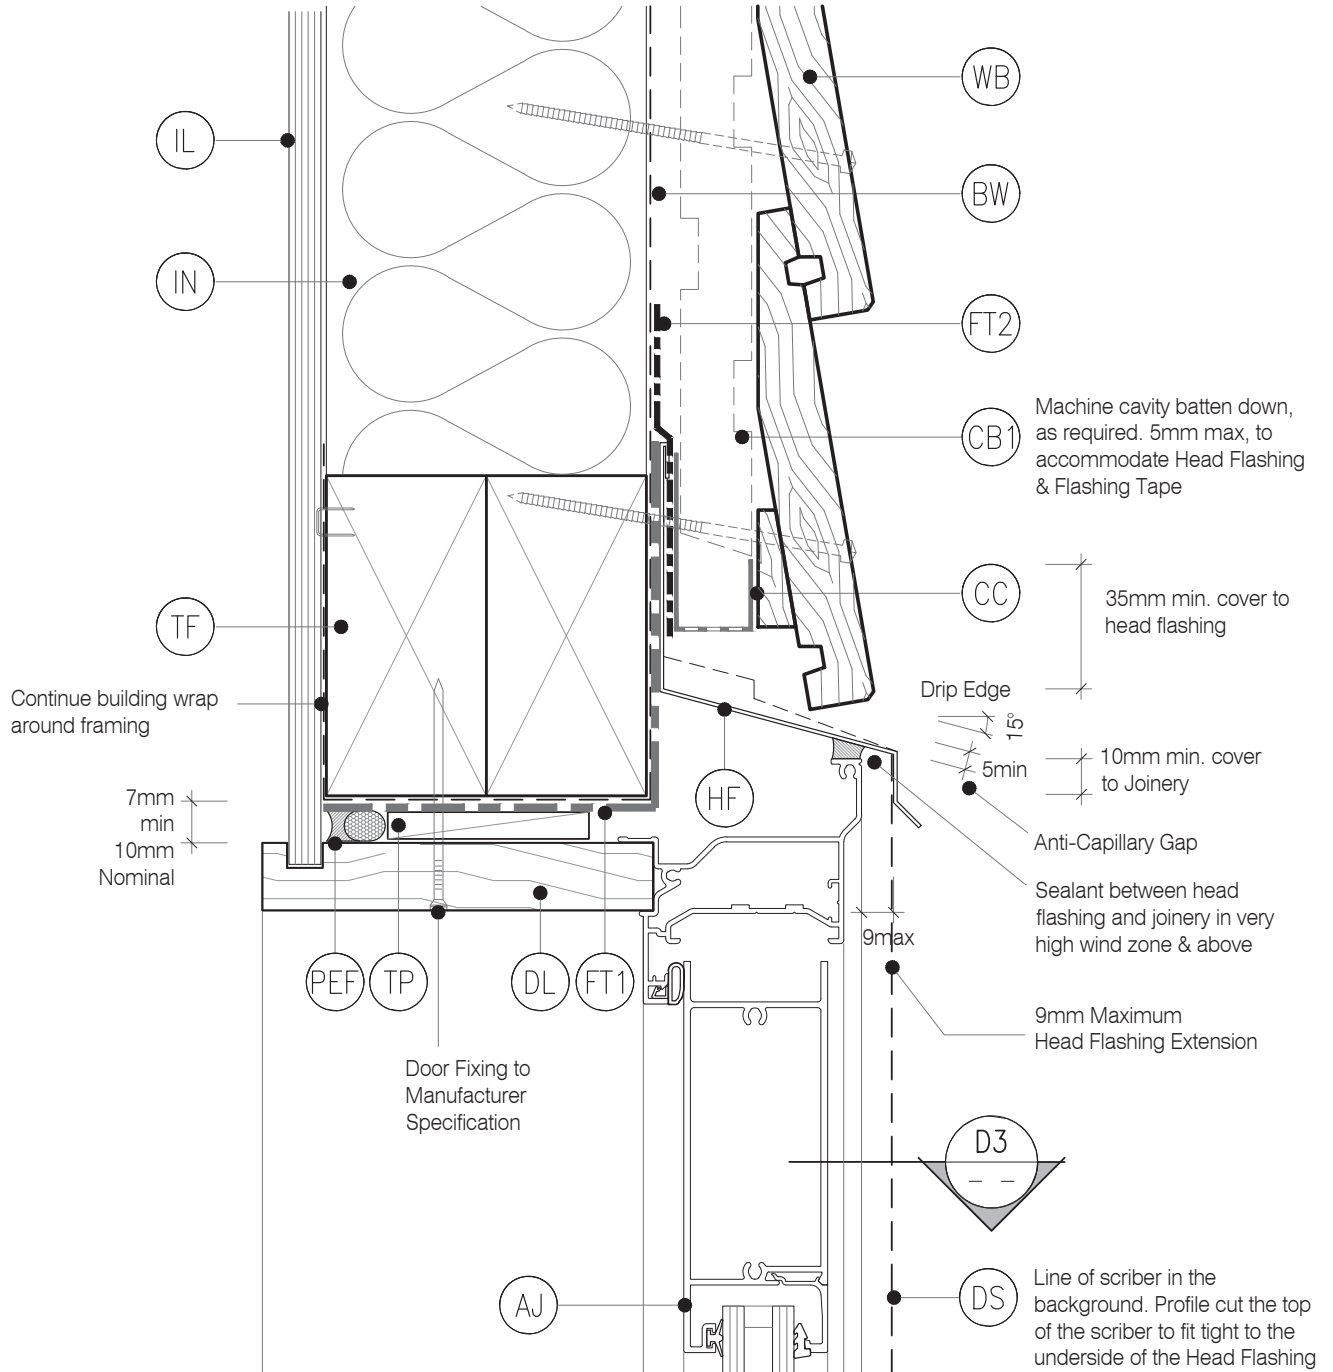 WB
IL
BW
IN
FT2
CB1
Machine cavity batten down,
as required. 5mm max, to
accommodate Head Flashing
& Flashing Tape
CC
35mm min. cover to
head flashing
TF
Continue building wrap
around framing
Drip Edge
15°
5min
10mm min. cover
to Joinery
HF
7mm
min
10mm
Nominal
Anti-Capillary Gap
Sealant between head
flashing and joinery in very
high wind zone & above
9max
PEF
TP
DL
FT1
9mm Maximum
Head Flashing Extension
Door Fixing to
Manufacturer
Specification
D3
- -
AJ
DS
Line of scriber in the
background. Profile cut the top
of the scriber to fit tight to the
underside of the Head Flashing